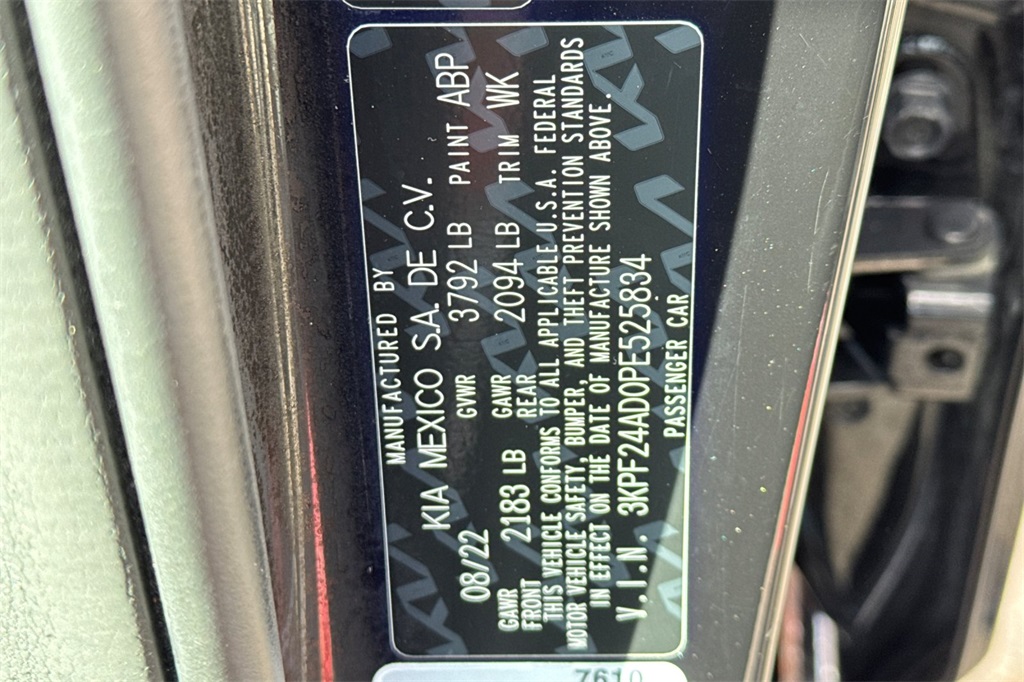 MANUFACTURED BY
KIA MEXICO S.A. DE C.V.
08/22 GVWR 3792 LB PAINT ABP
GAWR FRONT 2183 LB GAWR REAR 2094 LB TRIM WK
THIS VEHICLE CONFORMS TO ALL APPLICABLE U.S.A. FEDERAL
MOTOR VEHICLE SAFETY, BUMPER, AND THEFT PREVENTION STANDARDS
IN EFFECT ON THE DATE OF MANUFACTURE SHOWN ABOVE.
V.I.N. 3KPF24AD0PE525834
PASSENGER CAR
7610